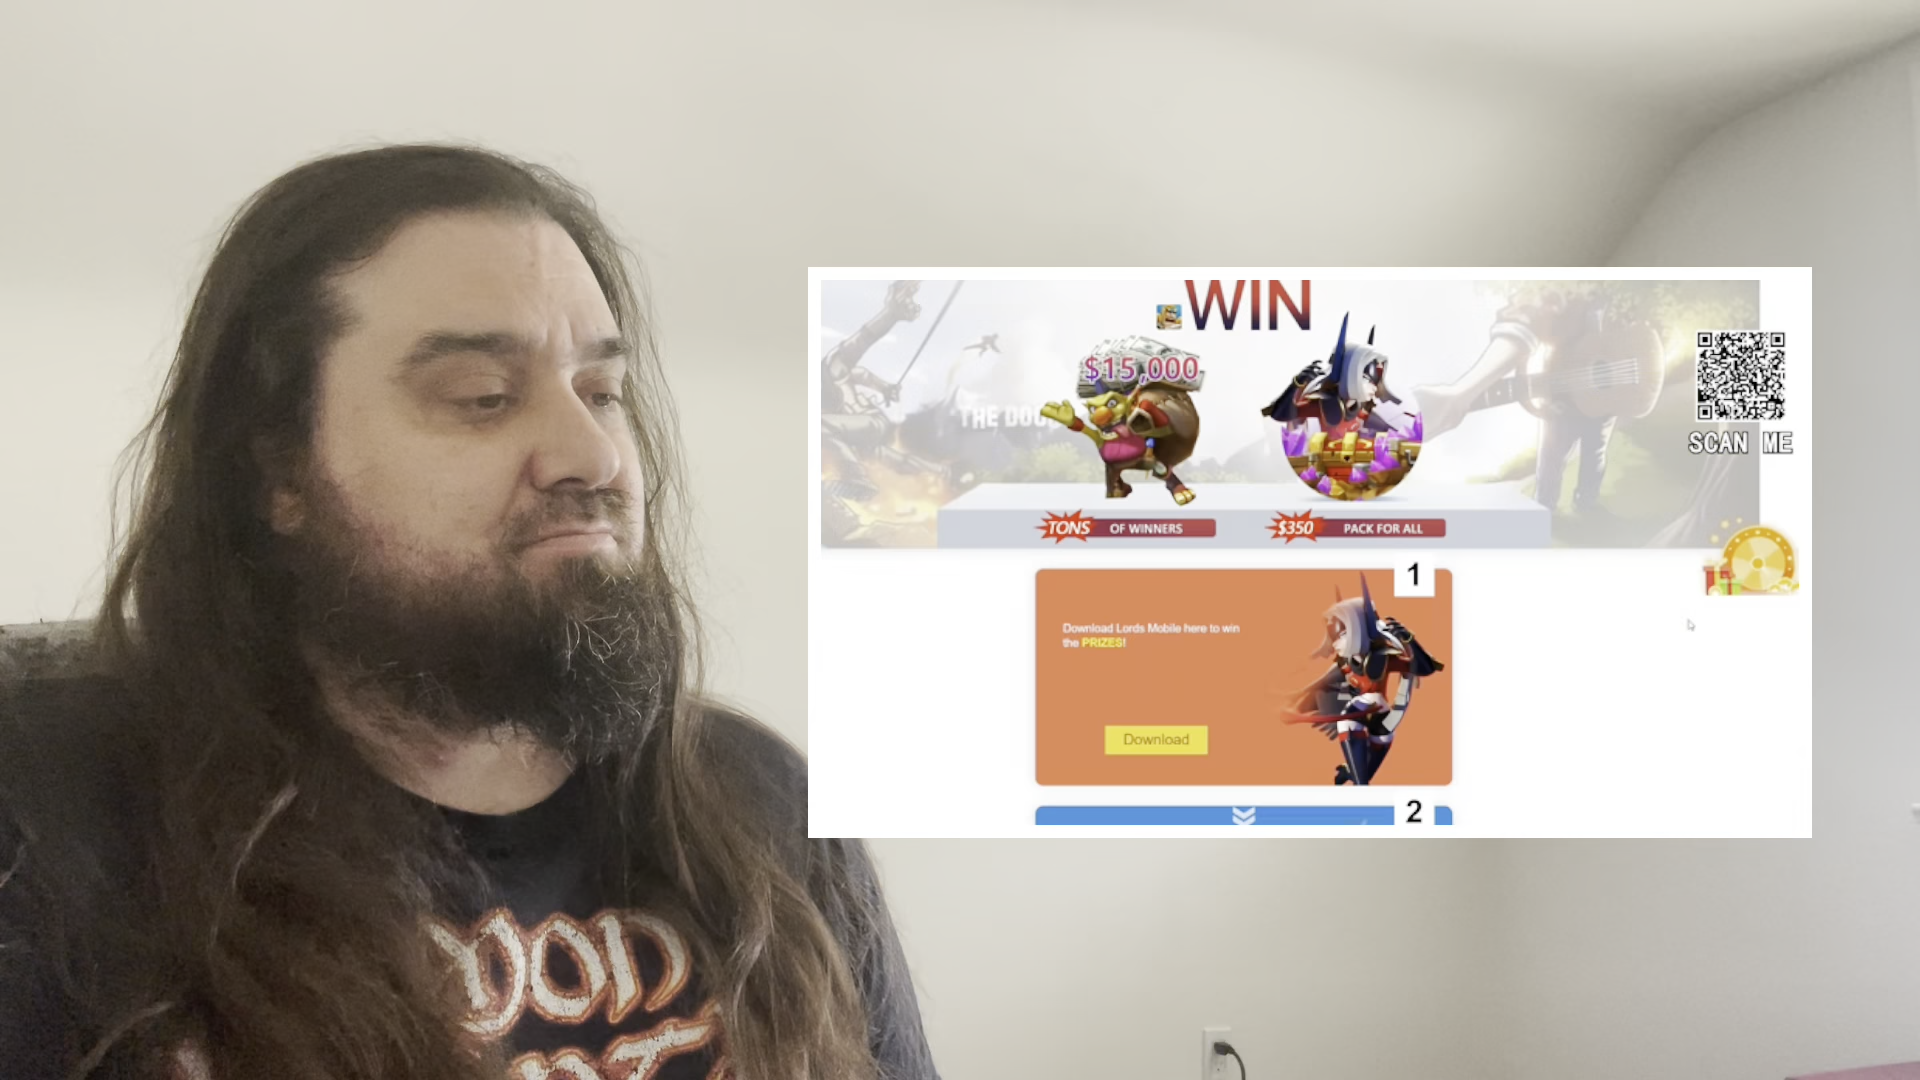 WIN
$15,000
THE DOO
TONS OF WINNERS
$350 PACK FOR ALL
SCAN ME
1
Download Lords Mobile here to win
the PRIZES!
Download
2